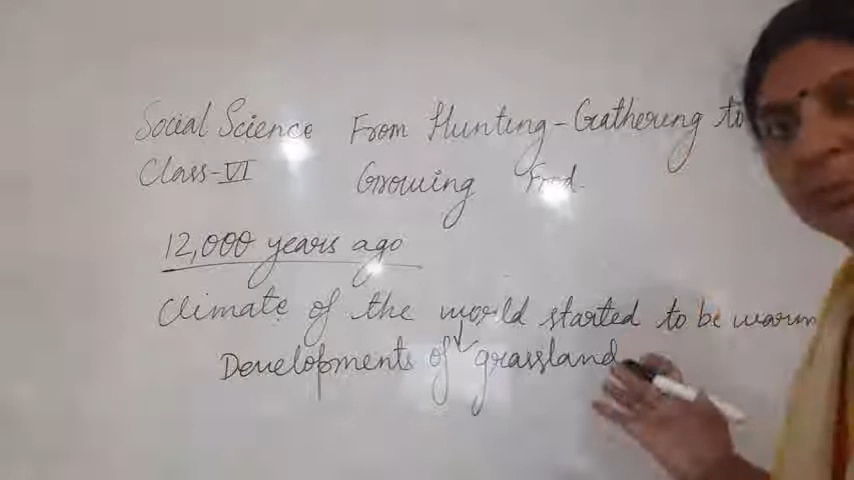 Social Science From Hunting-Gathering to
Class-VI Growing Food.
12,000 years ago
Climate of the world started to be warm
Developments of grassland